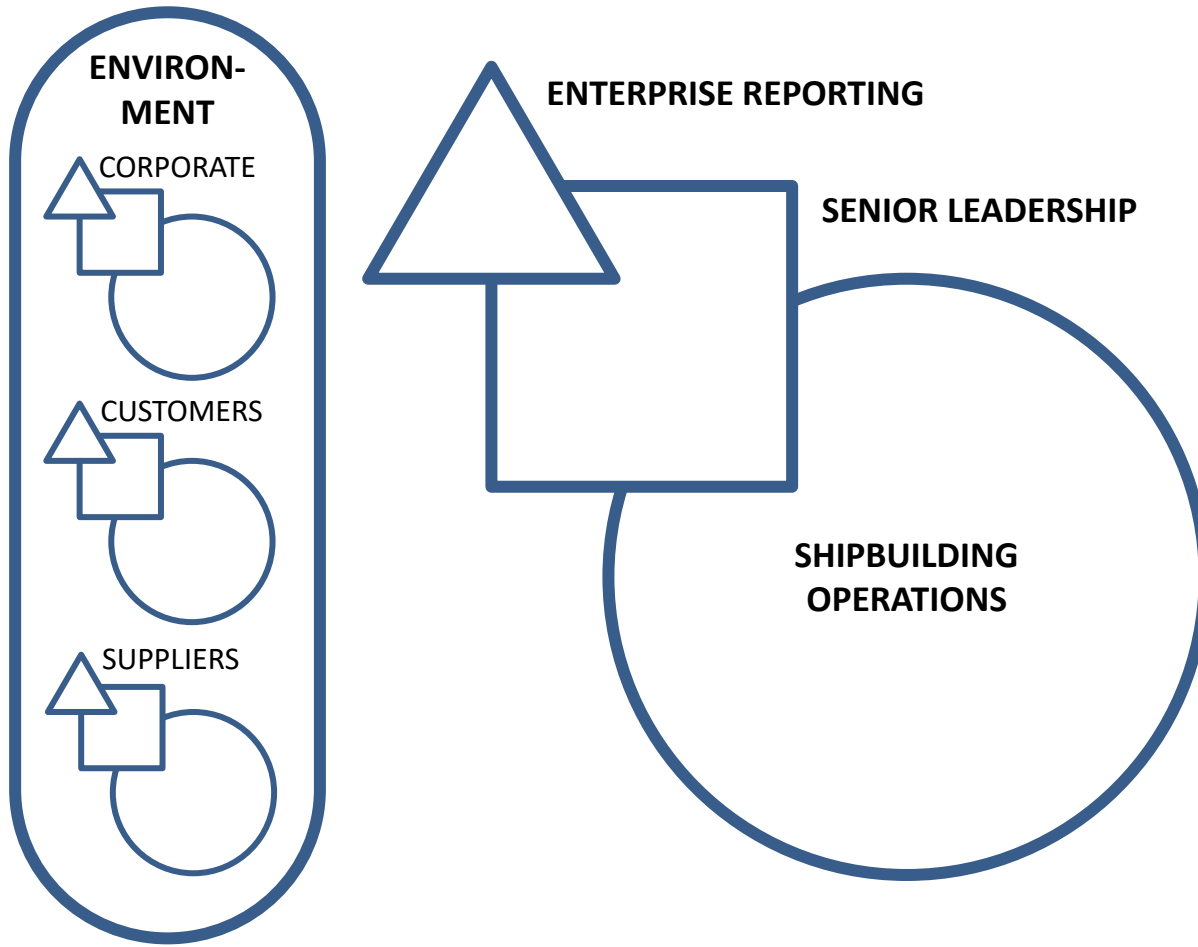 ENVIRON-
MENT
CORPORATE
CUSTOMERS
SUPPLIERS
ENTERPRISE REPORTING
SENIOR LEADERSHIP
SHIPBUILDING
OPERATIONS